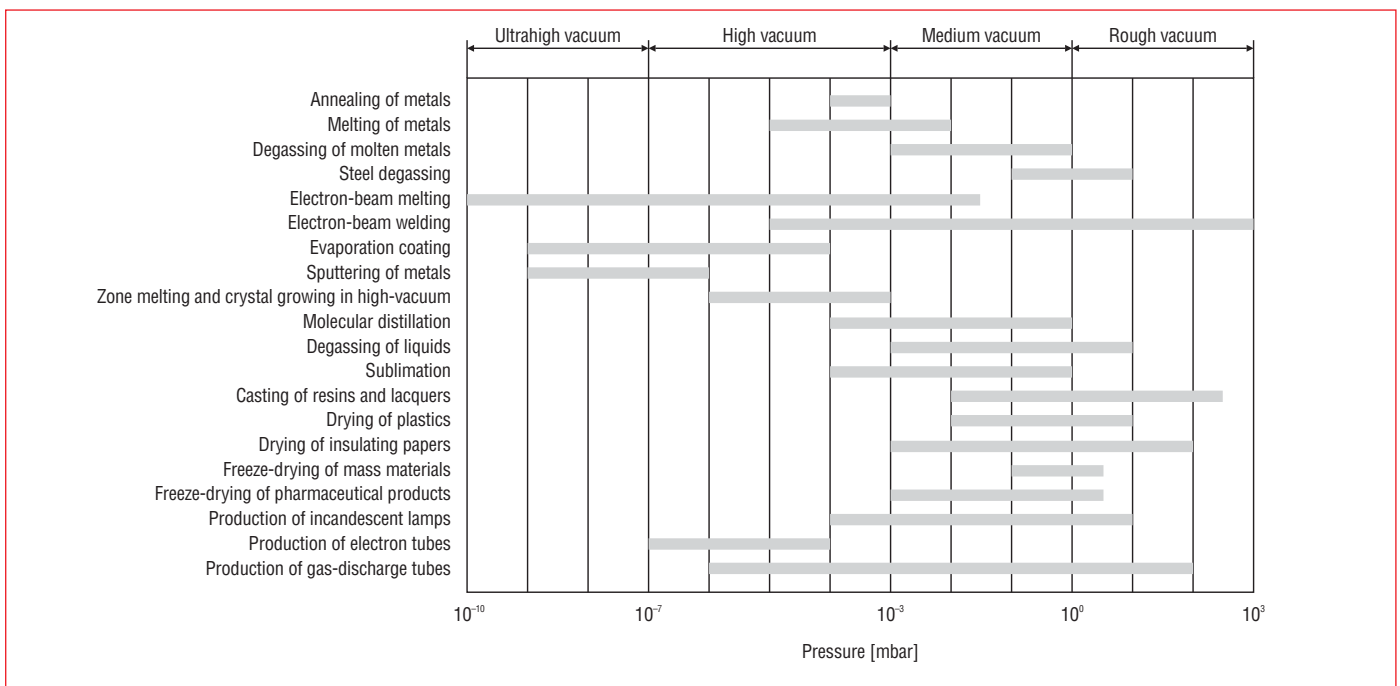 Ultrahigh vacuum High vacuum Medium vacuum Rough vacuum
Annealing of metals
Melting of metals
Degassing of molten metals
Steel degassing
Electron-beam melting
Electron-beam welding
Evaporation coating
Sputtering of metals
Zone melting and crystal growing in high-vacuum
Molecular distillation
Degassing of liquids
Sublimation
Casting of resins and lacquers
Drying of plastics
Drying of insulating papers
Freeze-drying of mass materials
Freeze-drying of pharmaceutical products
Production of incandescent lamps
Production of electron tubes
Production of gas-discharge tubes
10⁻¹⁰ 10⁻⁷ 10⁻³ 10⁰ 10³
Pressure [mbar]